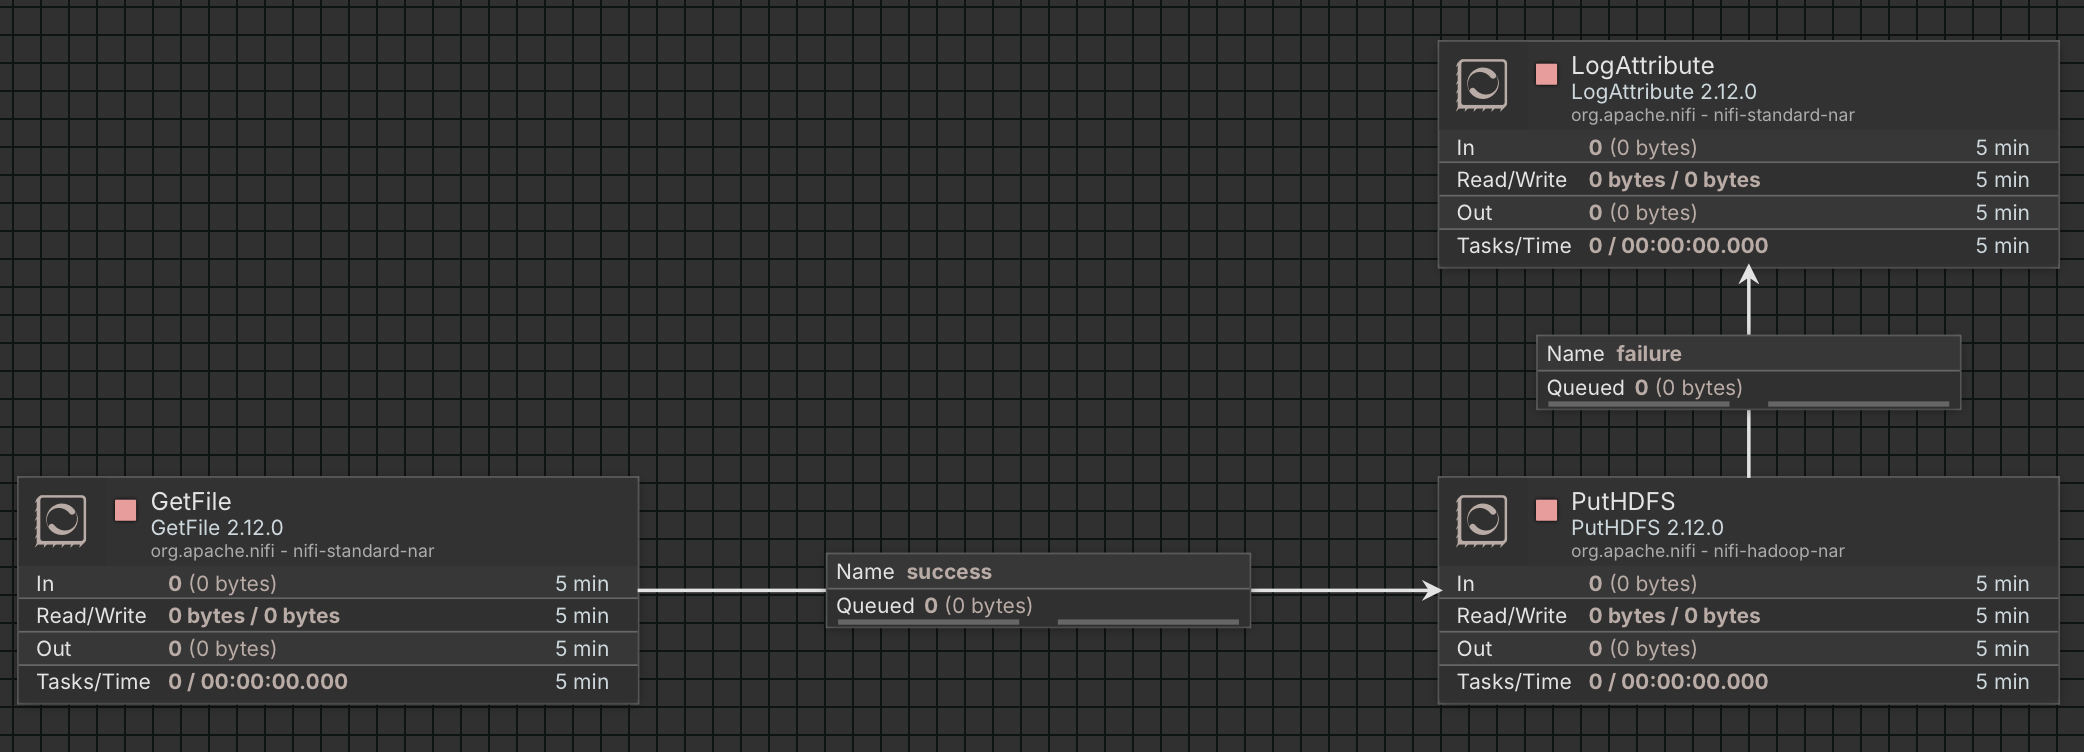 LogAttribute
LogAttribute 2.12.0
org.apache.nifi - nifi-standard-nar
In 0 (0 bytes) 5 min
Read/Write 0 bytes / 0 bytes 5 min
Out 0 (0 bytes) 5 min
Tasks/Time 0 / 00:00:00.000 5 min
Name failure
Queued 0 (0 bytes)
GetFile
GetFile 2.12.0
org.apache.nifi - nifi-standard-nar
In 0 (0 bytes) 5 min
Read/Write 0 bytes / 0 bytes 5 min
Out 0 (0 bytes) 5 min
Tasks/Time 0 / 00:00:00.000 5 min
Name success
Queued 0 (0 bytes)
PutHDFS
PutHDFS 2.12.0
org.apache.nifi - nifi-hadoop-nar
In 0 (0 bytes) 5 min
Read/Write 0 bytes / 0 bytes 5 min
Out 0 (0 bytes) 5 min
Tasks/Time 0 / 00:00:00.000 5 min